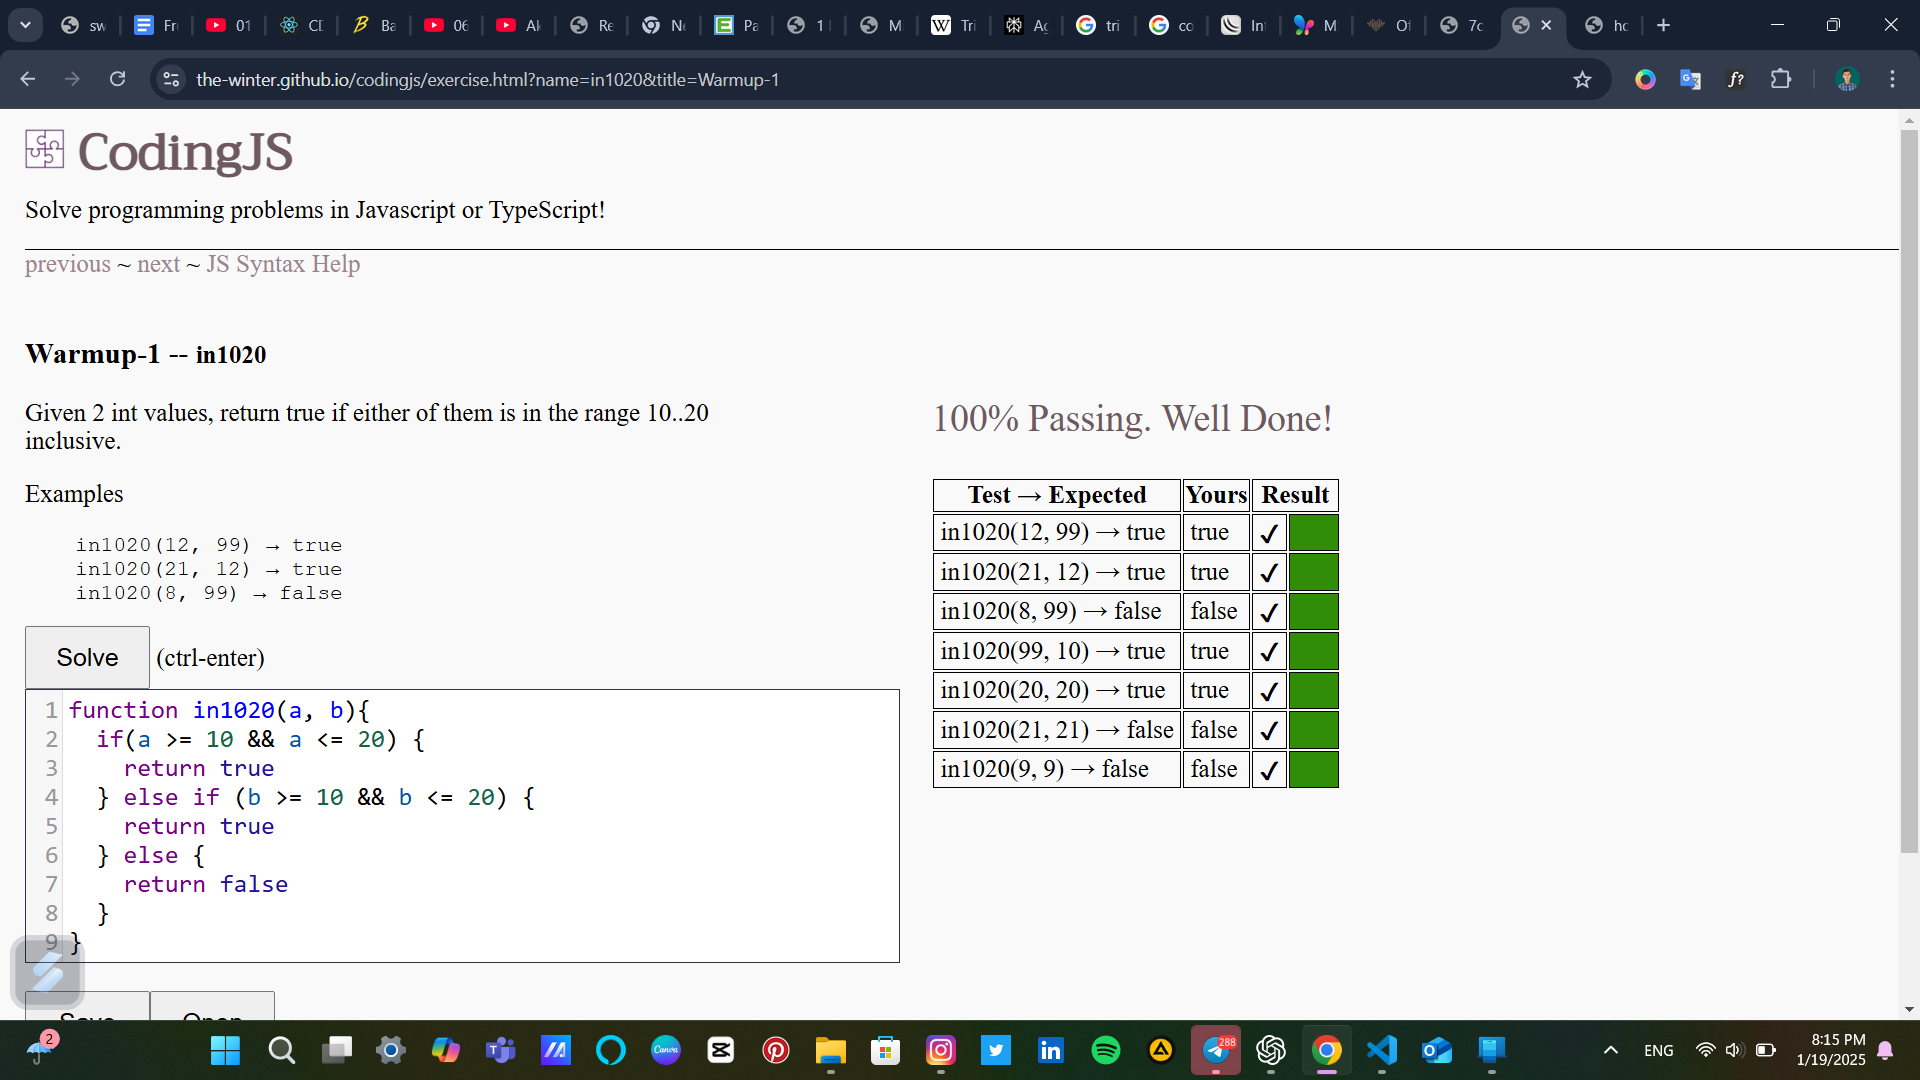 sw
Fr
01
CL
Ba
06
Ak
Re
Ne
Pa
1
M
Tri
Ag
tri
co
In
M
Of
7c
hc
the-winter.github.io/codingjs/exercise.html?name=in1020&title=Warmup-1
f?
CodingJS
Solve programming problems in Javascript or TypeScript!
previous ~ next ~ JS Syntax Help
Warmup-1 -- in1020
Given 2 int values, return true if either of them is in the range 10..20
inclusive.
Examples
in1020(12, 99) → true
in1020(21, 12) → true
in1020(8, 99) → false
Solve (ctrl-enter)
1 function in1020(a, b){
2 if(a >= 10 && a <= 20) {
3 return true
4 } else if (b >= 10 && b <= 20) {
5 return true
6 } else {
7 return false
8 }
9 }
Save Open
100% Passing. Well Done!
Test → Expected Yours Result
in1020(12, 99) → true true ✓
in1020(21, 12) → true true ✓
in1020(8, 99) → false false ✓
in1020(99, 10) → true true ✓
in1020(20, 20) → true true ✓
in1020(21, 21) → false false ✓
in1020(9, 9) → false false ✓
2
Canva
288
ENG
8:15 PM
1/19/2025